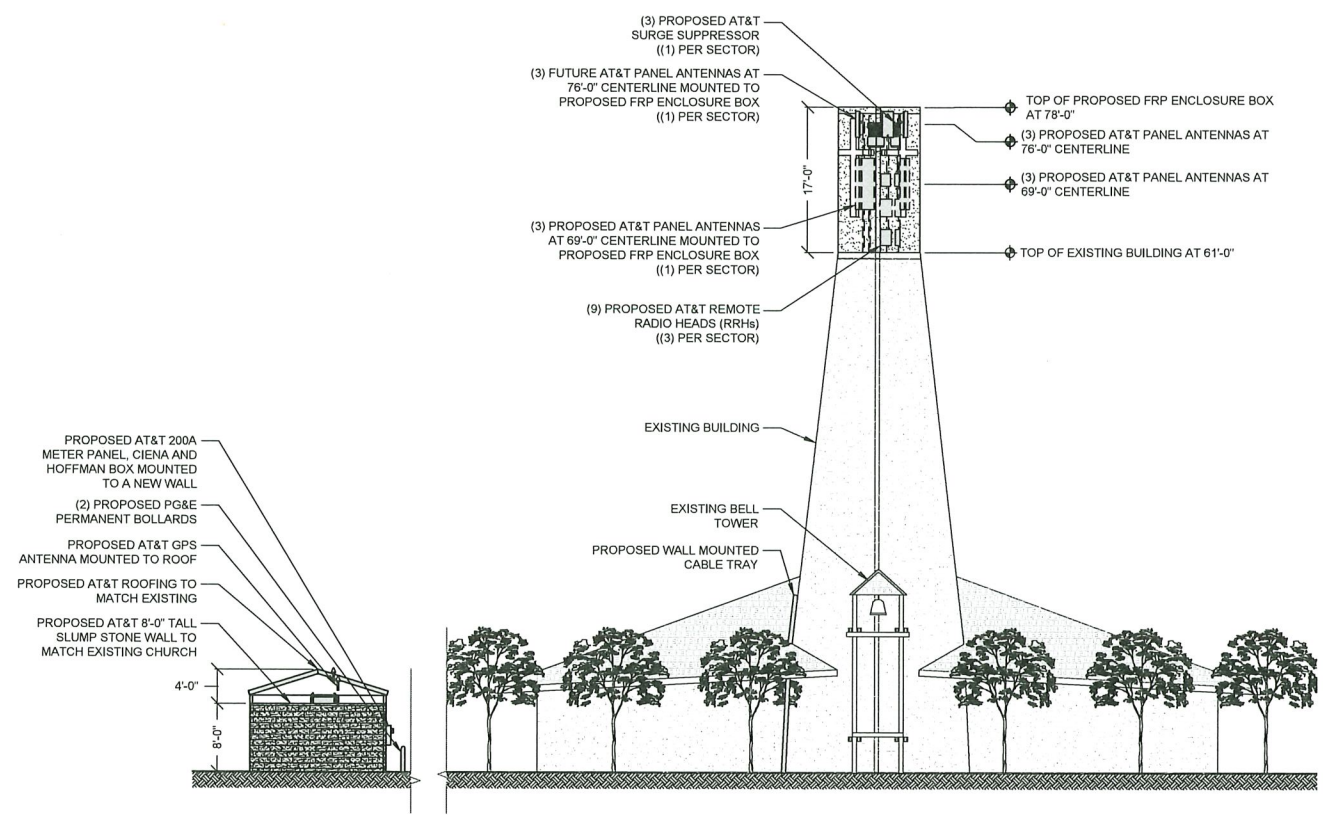 (3) PROPOSED AT&T
SURGE SUPPRESSOR
((1) PER SECTOR)
(3) FUTURE AT&T PANEL ANTENNAS AT
76'-0" CENTERLINE MOUNTED TO
PROPOSED FRP ENCLOSURE BOX
((1) PER SECTOR)
(3) PROPOSED AT&T PANEL ANTENNAS
AT 69'-0" CENTERLINE MOUNTED TO
PROPOSED FRP ENCLOSURE BOX
((1) PER SECTOR)
(9) PROPOSED AT&T REMOTE
RADIO HEADS (RRHs)
((3) PER SECTOR)
17'-0"
TOP OF PROPOSED FRP ENCLOSURE BOX
AT 78'-0"
(3) PROPOSED AT&T PANEL ANTENNAS AT
76'-0" CENTERLINE
(3) PROPOSED AT&T PANEL ANTENNAS AT
69'-0" CENTERLINE
TOP OF EXISTING BUILDING AT 61'-0"
EXISTING BUILDING
EXISTING BELL
TOWER
PROPOSED WALL MOUNTED
CABLE TRAY
PROPOSED AT&T 200A
METER PANEL, CIENA AND
HOFFMAN BOX MOUNTED
TO A NEW WALL
(2) PROPOSED PG&E
PERMANENT BOLLARDS
PROPOSED AT&T GPS
ANTENNA MOUNTED TO ROOF
PROPOSED AT&T ROOFING TO
MATCH EXISTING
PROPOSED AT&T 8'-0" TALL
SLUMP STONE WALL TO
MATCH EXISTING CHURCH
4'-0"
8'-0"